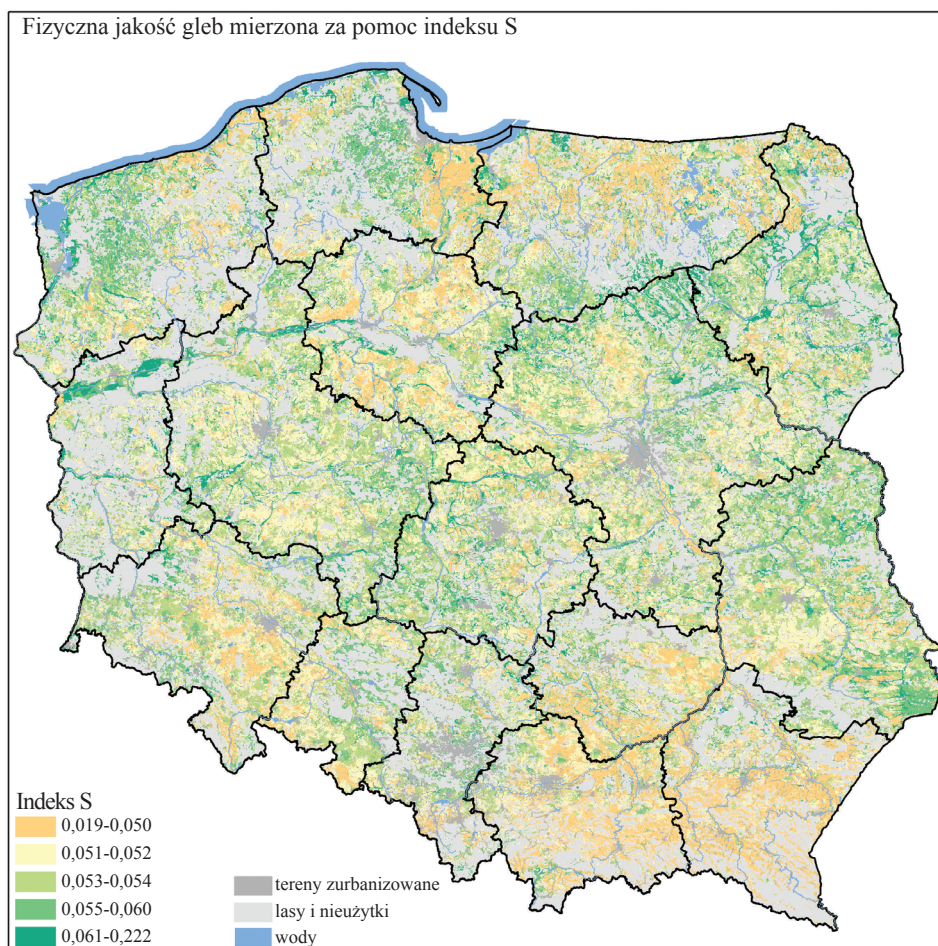 Fizyczna jakość gleb mierzona za pomoc indeksu S
Indeks S
0,019-0,050
0,051-0,052
0,053-0,054
0,055-0,060
0,061-0,222
tereny zurbanizowane
lasy i nieużytki
wody